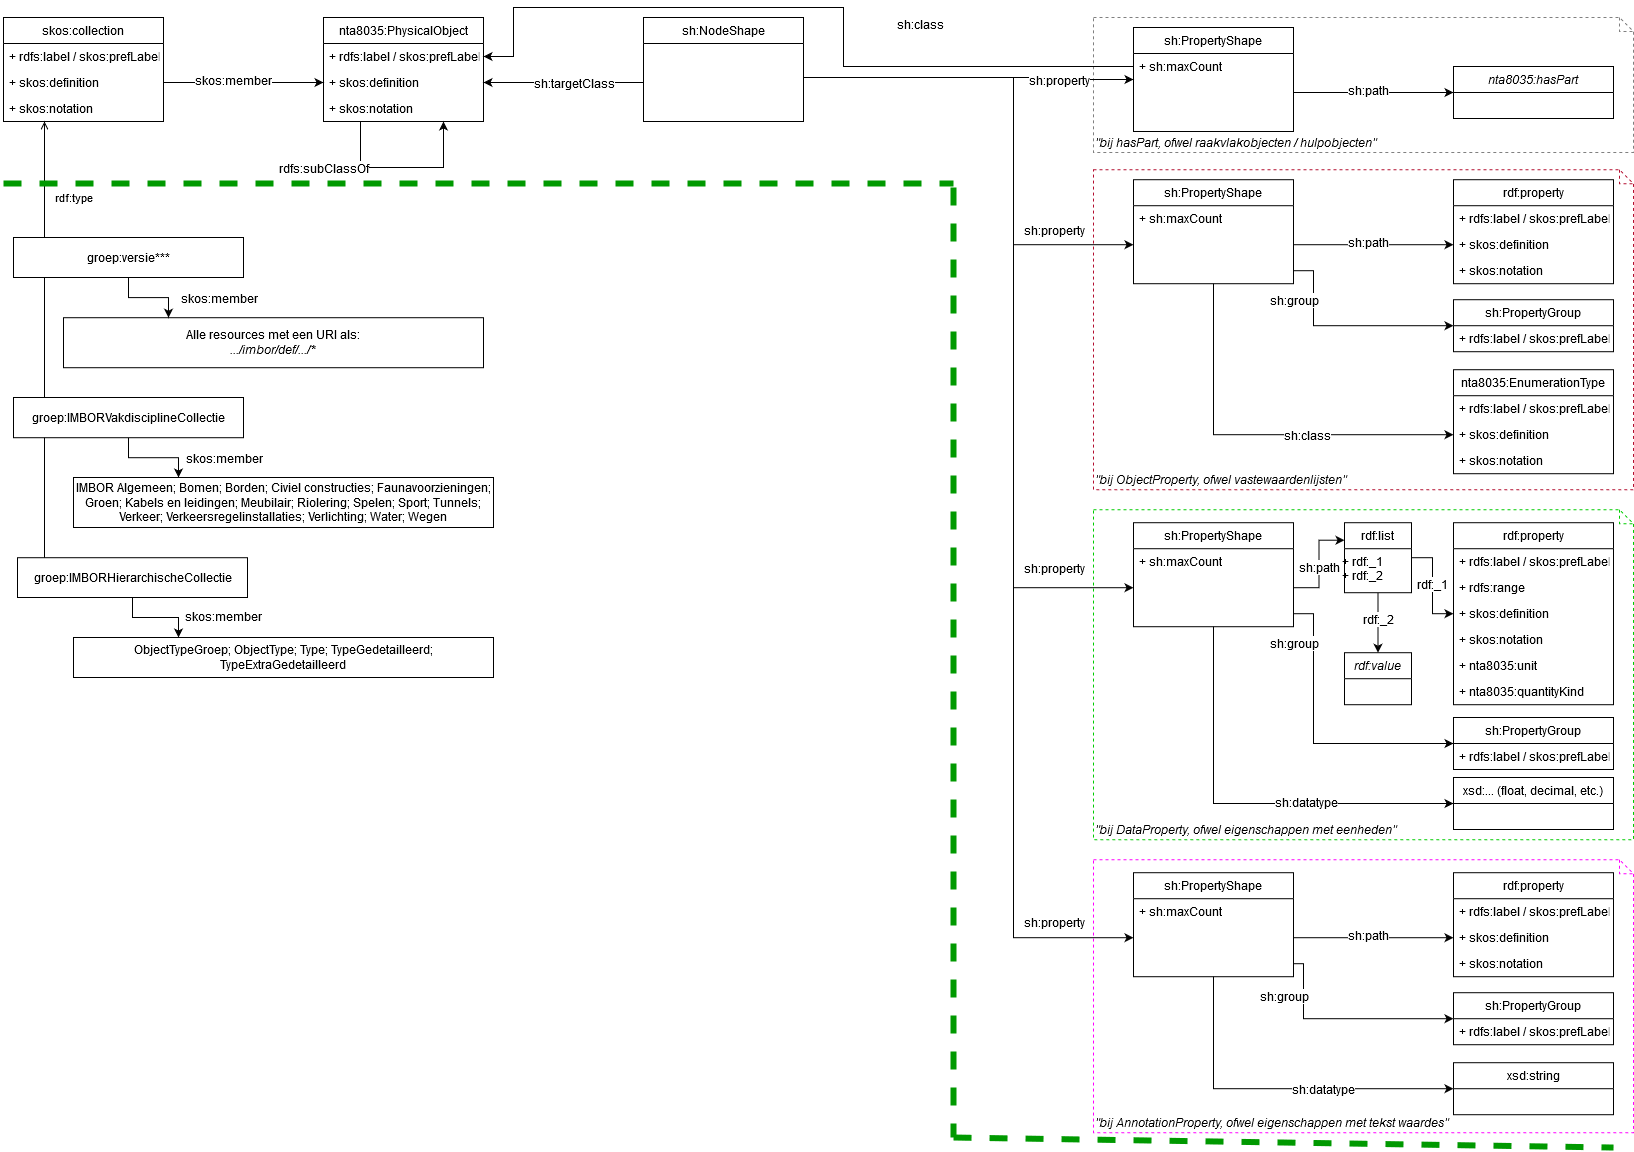 skos:collection
+ rdfs:label / skos:prefLabel
+ skos:definition
+ skos:notation
skos:member
nta8035:PhysicalObject
+ rdfs:label / skos:prefLabel
+ skos:definition
+ skos:notation
rdfs:subClassOf
sh:targetClass
sh:NodeShape
sh:class
sh:property
sh:PropertyShape
+ sh:maxCount
sh:path
nta8035:hasPart
"bij hasPart, ofwel raakvlakobjecten / hulpobjecten"
rdf:type
groep:versie***
skos:member
Alle resources met een URI als:
.../imbor/def/.../*
groep:IMBORVakdisciplineCollectie
skos:member
IMBOR Algemeen; Bomen; Borden; Civiel constructies; Faunavoorzieningen;
Groen; Kabels en leidingen; Meubilair; Riolering; Spelen; Sport; Tunnels;
Verkeer; Verkeersregelinstallaties; Verlichting; Water; Wegen
groep:IMBORHierarchischeCollectie
skos:member
ObjectTypeGroep; ObjectType; Type; TypeGedetailleerd;
TypeExtraGedetailleerd
sh:property
sh:PropertyShape
+ sh:maxCount
sh:path
rdf:property
+ rdfs:label / skos:prefLabel
+ skos:definition
+ skos:notation
sh:group
sh:PropertyGroup
+ rdfs:label / skos:prefLabel
nta8035:EnumerationType
+ rdfs:label / skos:prefLabel
+ skos:definition
+ skos:notation
sh:class
"bij ObjectProperty, ofwel vastewaardenlijsten"
sh:property
sh:PropertyShape
+ sh:maxCount
sh:path
rdf:list
+ rdf:_1
+ rdf:_2
rdf:_1
rdf:_2
rdf:value
rdf:property
+ rdfs:label / skos:prefLabel
+ rdfs:range
+ skos:definition
+ skos:notation
+ nta8035:unit
+ nta8035:quantityKind
sh:group
sh:PropertyGroup
+ rdfs:label / skos:prefLabel
xsd:... (float, decimal, etc.)
sh:datatype
"bij DataProperty, ofwel eigenschappen met eenheden"
sh:property
sh:PropertyShape
+ sh:maxCount
sh:path
rdf:property
+ rdfs:label / skos:prefLabel
+ skos:definition
+ skos:notation
sh:group
sh:PropertyGroup
+ rdfs:label / skos:prefLabel
xsd:string
sh:datatype
"bij AnnotationProperty, ofwel eigenschappen met tekst waardes"